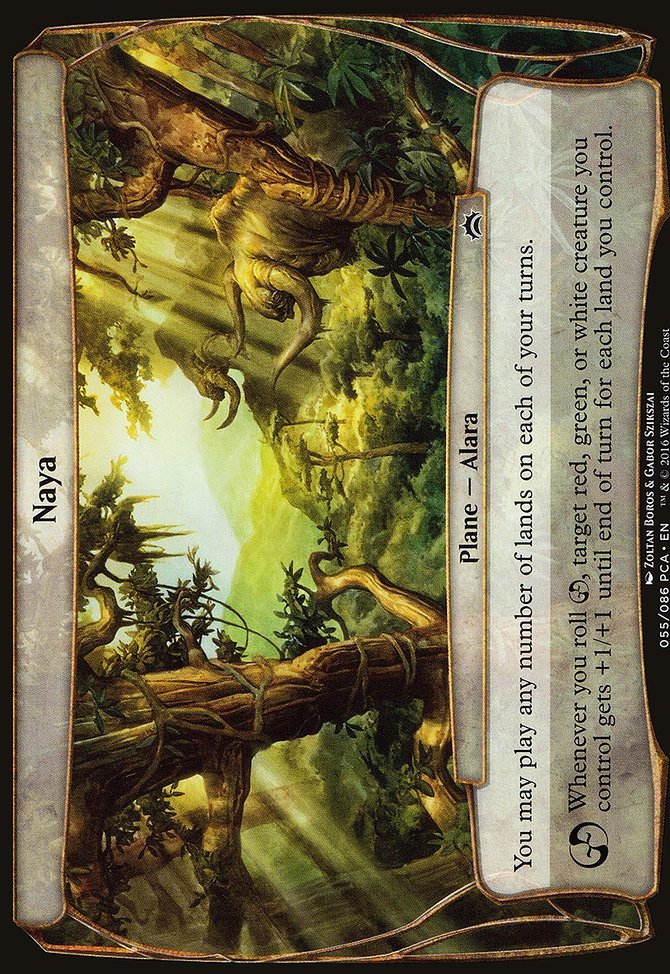 Naya
Plane — Alara
You may play any number of lands on each of your turns.
Whenever you roll , target red, green, or white creature you
control gets +1/+1 until end of turn for each land you control.
Zoltan Boros & Gabor Szikszai
055/086 PCA • EN ™ & © 2016 Wizards of the Coast